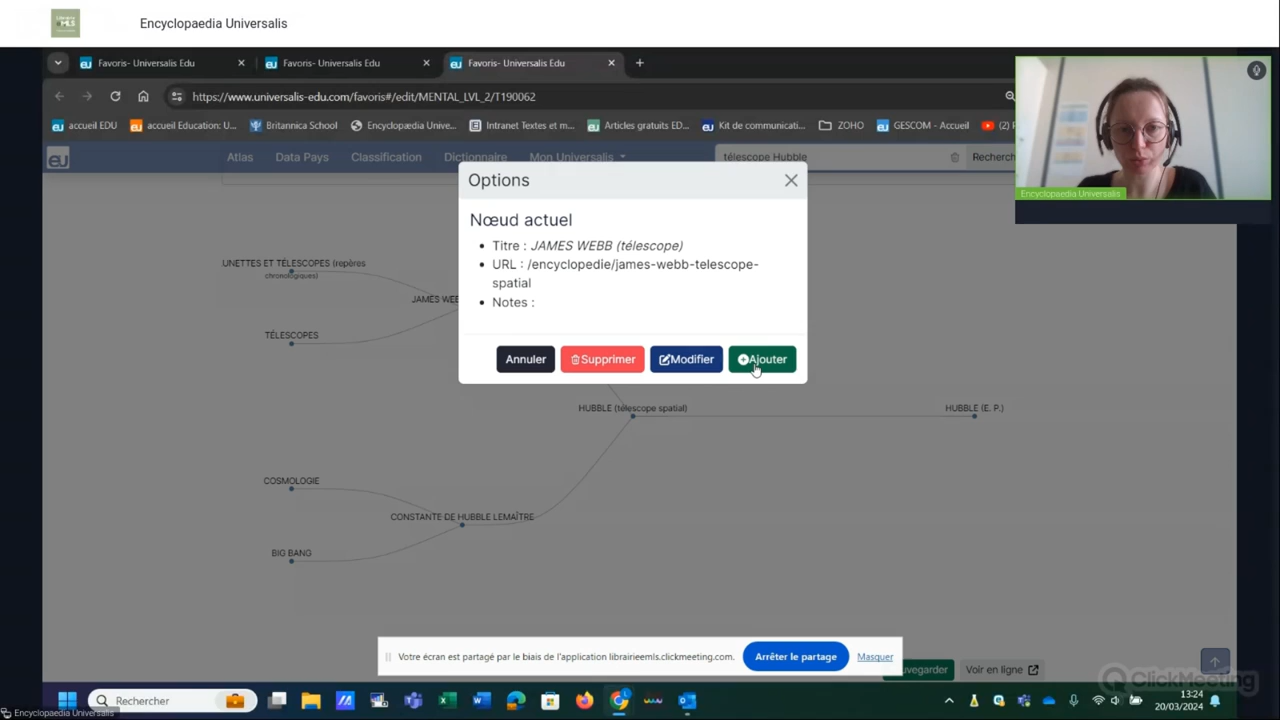 Encyclopaedia Universalis
Favoris- Universalis Edu
Favoris- Universalis Edu
Favoris- Universalis Edu
https://www.universalis-edu.com/favoris#/edit/MENTAL_LVL_2/T190062
accueil EDU
accueil Education: U...
Britannica School
Encyclopædia Unive...
Intranet Textes et m...
Articles gratuits ED...
Kit de communicati...
ZOHO
GESCOM - Accueil
eu
Atlas
Data Pays
Classification
Dictionnaire
Mon Universalis
télescope Hubble
Recherch
Encyclopaedia Universalis
Options
Nœud actuel
Titre : JAMES WEBB (télescope)
URL : /encyclopedie/james-webb-telescope-
spatial
Notes :
Annuler
Supprimer
Modifier
Ajouter
UNETTES ET TÉLESCOPES (repères
chronologiques)
JAMES WEB
TÉLESCOPES
HUBBLE (télescope spatial)
HUBBLE (E. P.)
COSMOLOGIE
CONSTANTE DE HUBBLE LEMAÎTRE
BIG BANG
Votre écran est partagé par le biais de l'application librairieemls.clickmeeting.com.
Arrêter le partage
Masquer
uvegarder
Voir en ligne
ClickMeeting
Rechercher
13:24
20/03/2024
Encyclopaedia Universalis